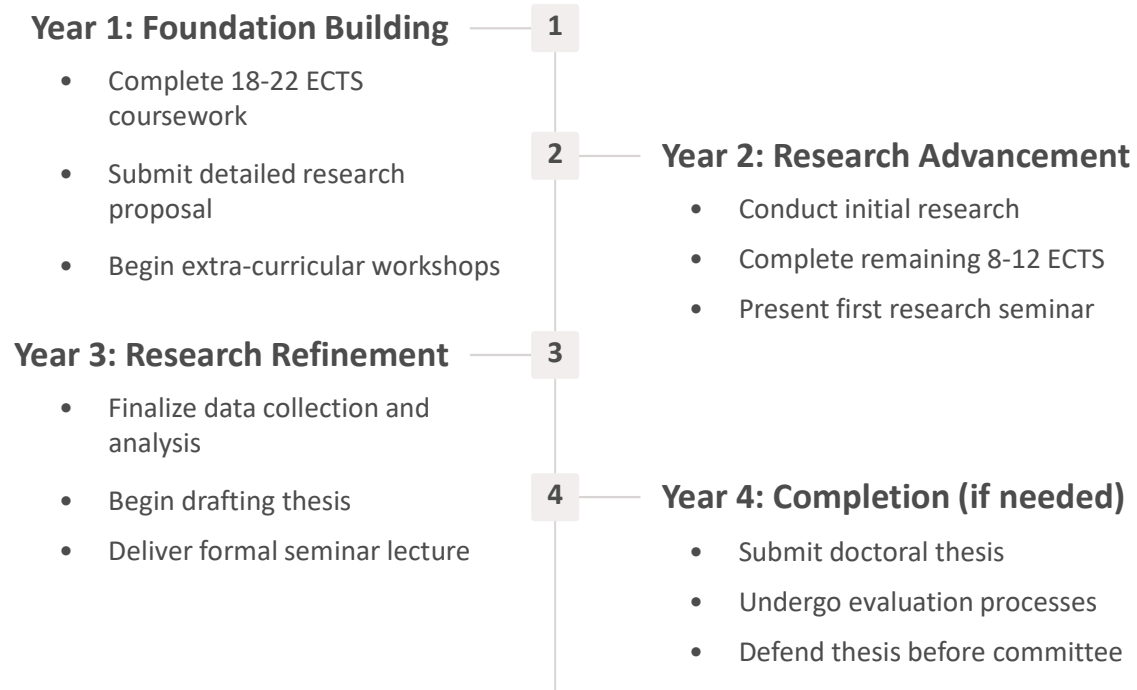 Year 1: Foundation Building
1
• Complete 18-22 ECTS
coursework
• Submit detailed research
proposal
• Begin extra-curricular workshops
2
Year 2: Research Advancement
• Conduct initial research
• Complete remaining 8-12 ECTS
• Present first research seminar
Year 3: Research Refinement
3
• Finalize data collection and
analysis
• Begin drafting thesis
• Deliver formal seminar lecture
4
Year 4: Completion (if needed)
• Submit doctoral thesis
• Undergo evaluation processes
• Defend thesis before committee